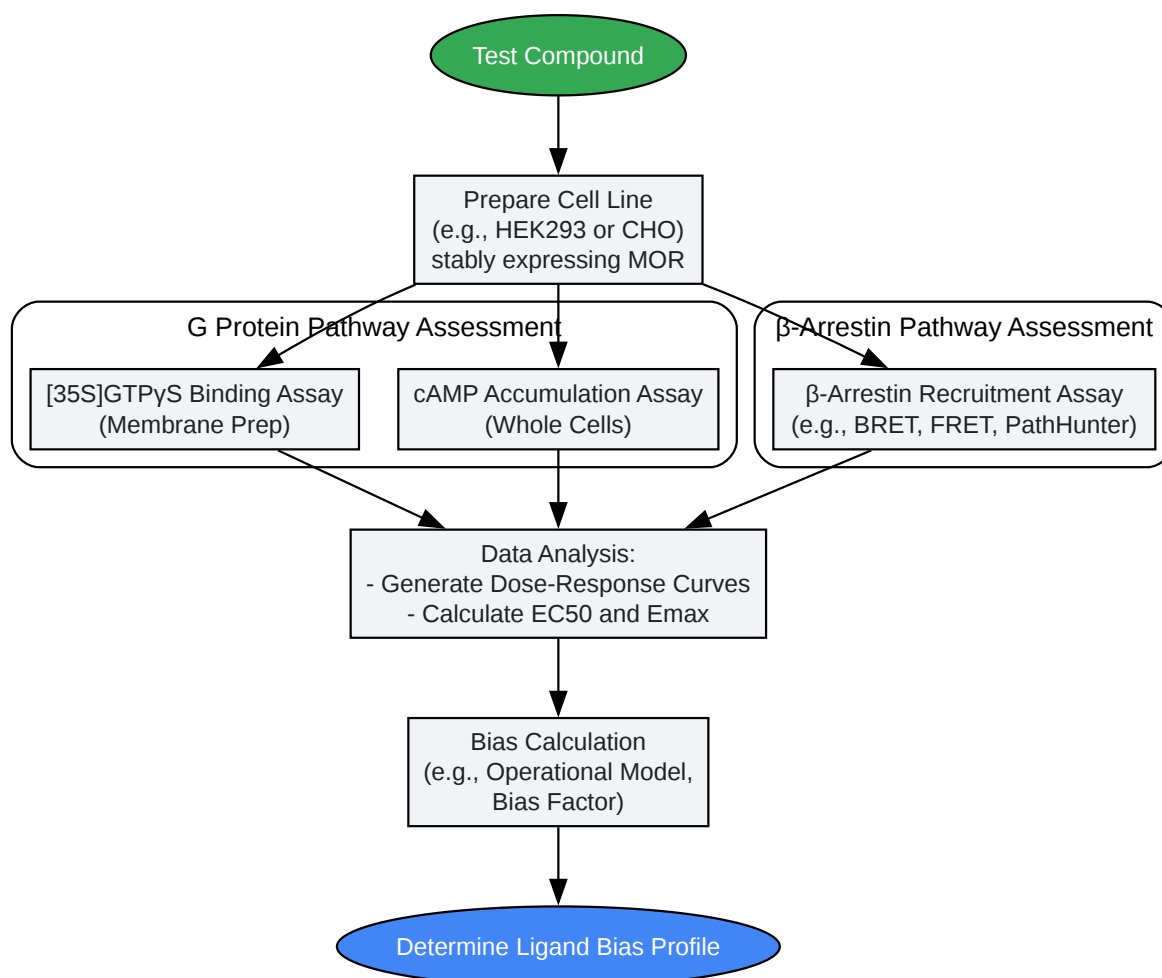 Test Compound
Prepare Cell Line
(e.g., HEK293 or CHO)
stably expressing MOR
G Protein Pathway Assessment
β-Arrestin Pathway Assessment
[35S]GTPγS Binding Assay
(Membrane Prep)
cAMP Accumulation Assay
(Whole Cells)
β-Arrestin Recruitment Assay
(e.g., BRET, FRET, PathHunter)
Data Analysis:
- Generate Dose-Response Curves
- Calculate EC50 and Emax
Bias Calculation
(e.g., Operational Model,
Bias Factor)
Determine Ligand Bias Profile